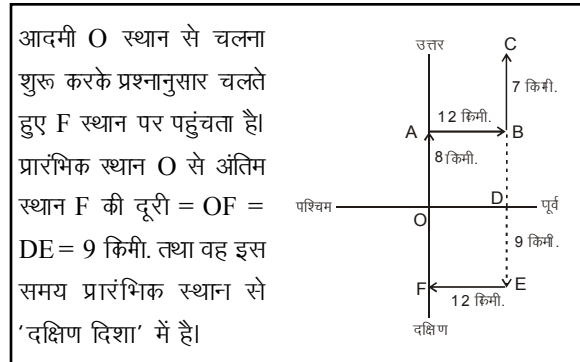 आदमी O स्थान से चलना
शुरू करके प्रश्नानुसार चलते
हुए F स्थान पर पहुंचता है।
प्रारंभिक स्थान O से अंतिम
स्थान F की दूरी = OF =
DE = 9 किमी. तथा वह इस
समय प्रारंभिक स्थान से
'दक्षिण दिशा' में है।
उत्तर
C
7 किमी.
12 किमी.
A
B
8 किमी.
पश्चिम
D
पूर्व
O
9 किमी.
F
E
12 किमी.
दक्षिण